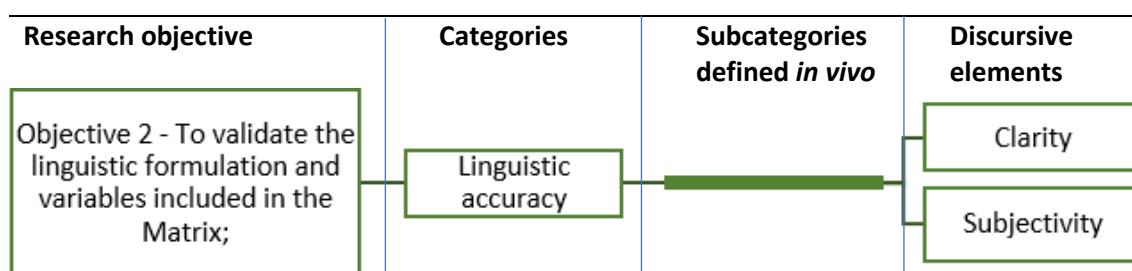 Research objective
Categories
Subcategories
defined in vivo
Discursive
elements
Objective 2 - To validate the
linguistic formulation and
variables included in the
Matrix;
Linguistic
accuracy
Clarity
Subjectivity